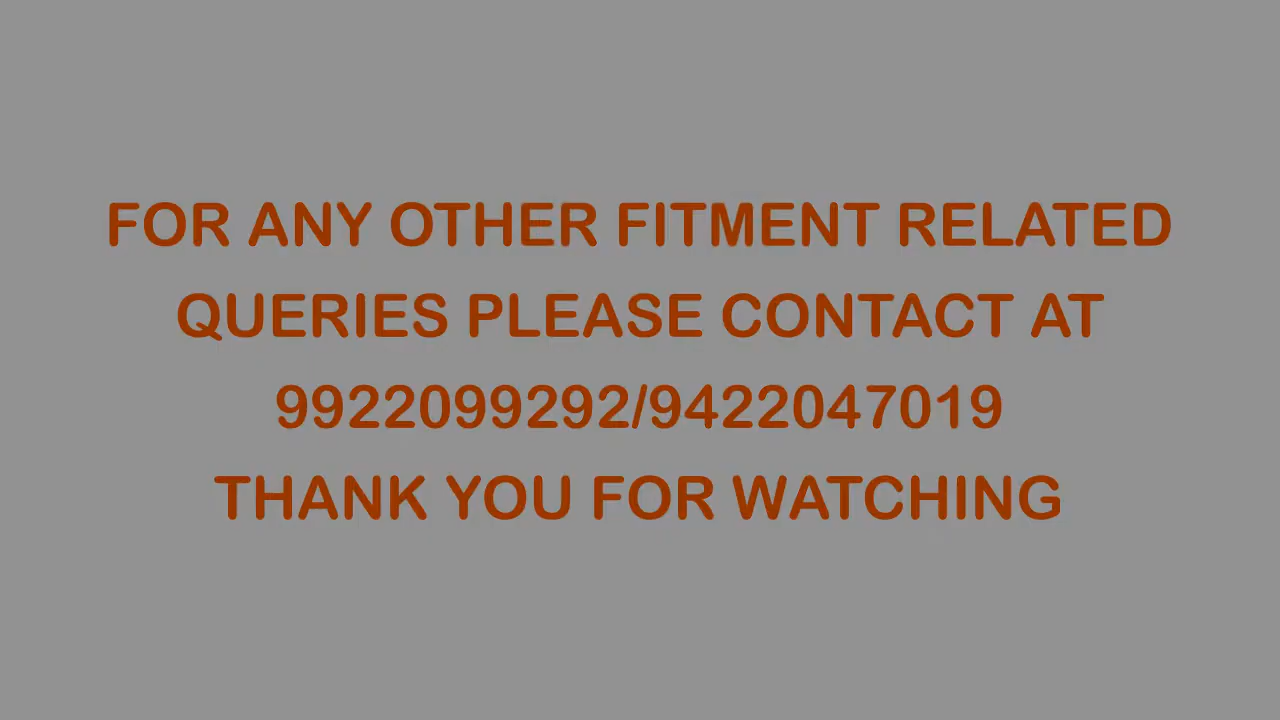 FOR ANY OTHER FITMENT RELATED
QUERIES PLEASE CONTACT AT
9922099292/9422047019
THANK YOU FOR WATCHING